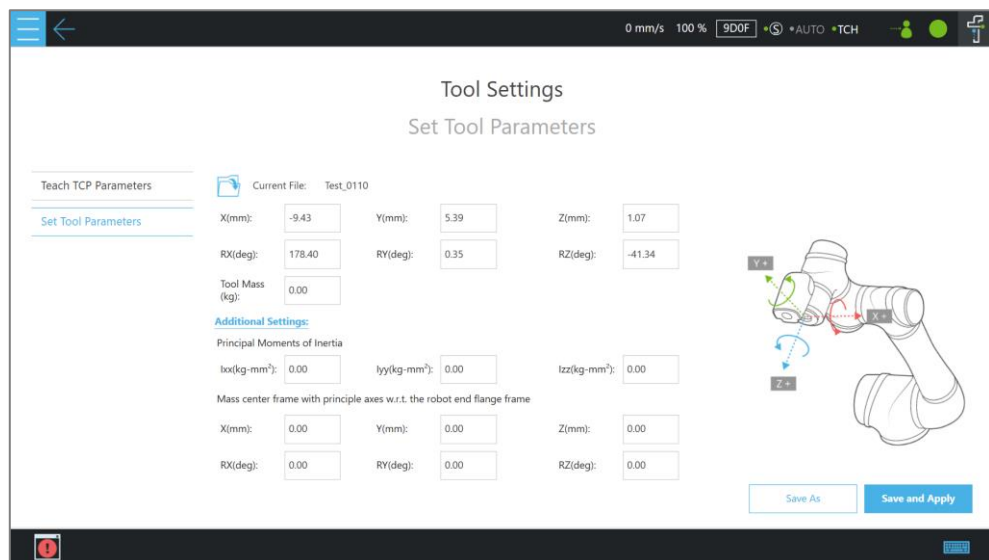 0 mm/s 100 % 9D0F S AUTO TCH
Tool Settings
Set Tool Parameters
Teach TCP Parameters
Set Tool Parameters
Current File: Test_0110
X(mm): -9.43 Y(mm): 5.39 Z(mm): 1.07
RX(deg): 178.40 RY(deg): 0.35 RZ(deg): -41.34
Tool Mass
(kg): 0.00
Additional Settings:
Principal Moments of Inertia
Ixx(kg-mm²): 0.00 Iyy(kg-mm²): 0.00 Izz(kg-mm²): 0.00
Mass center frame with principle axes w.r.t. the robot end flange frame
X(mm): 0.00 Y(mm): 0.00 Z(mm): 0.00
RX(deg): 0.00 RY(deg): 0.00 RZ(deg): 0.00
Y +
X +
Z +
Save As
Save and Apply